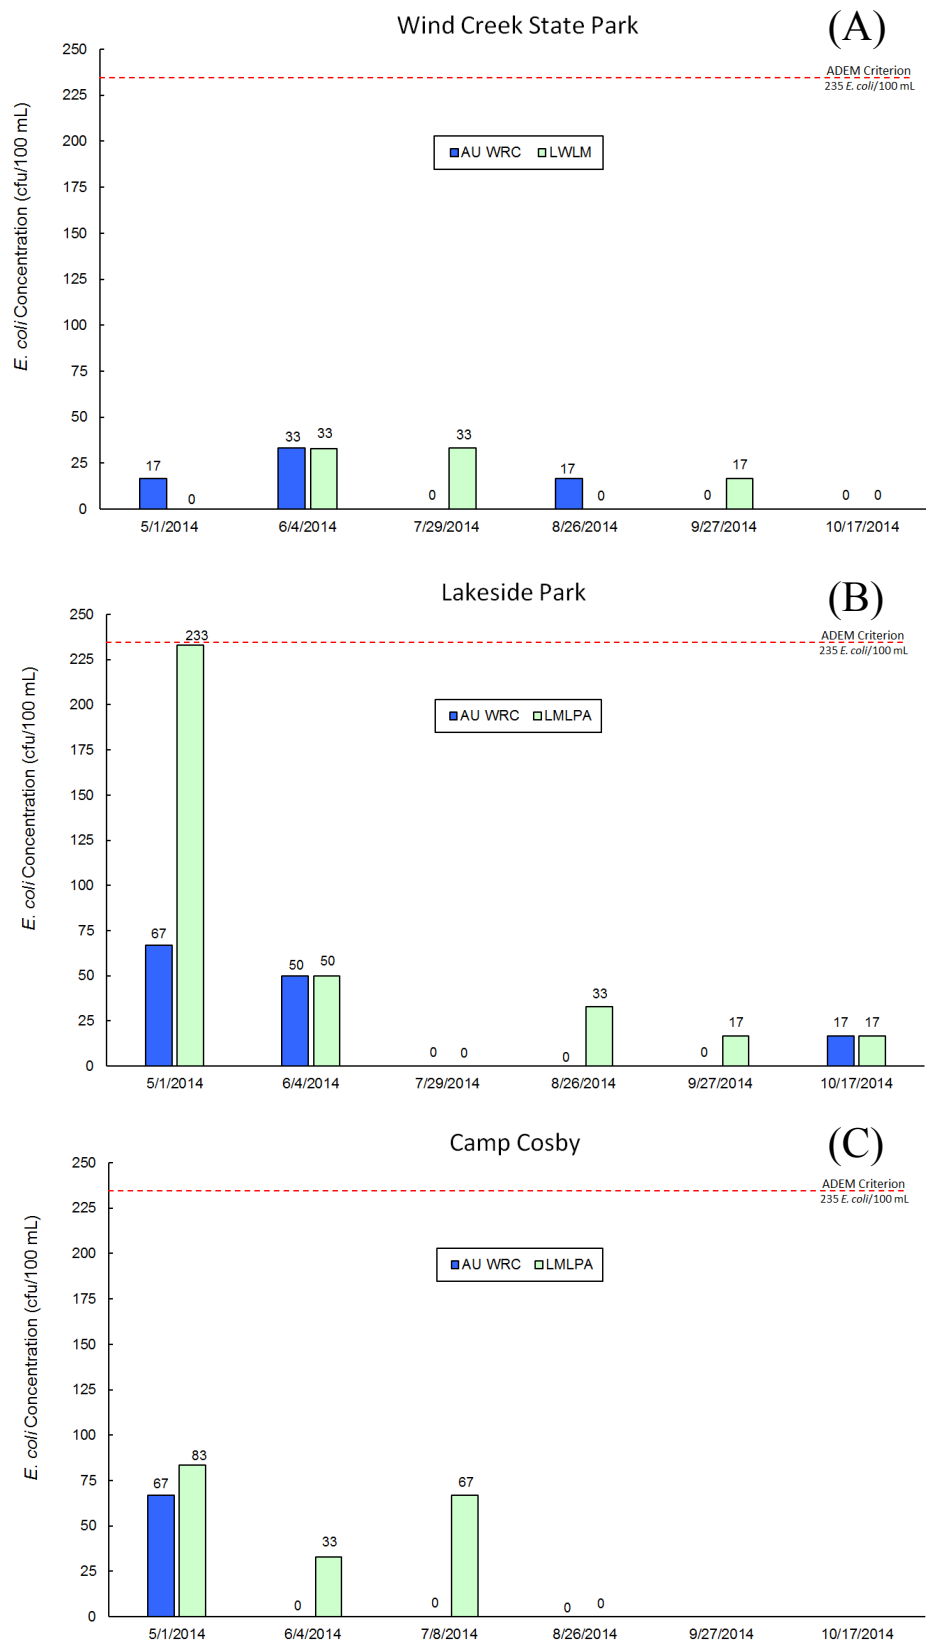 Wind Creek State Park
(A)
250
225
200
175
150
125
100
75
50
25
0
E. coli Concentration (cfu/100 mL)
ADEM Criterion
235 E. coli/100 mL
AU WRC LWLM
17 0 33 33 0 33 17 0 0 17 0 0
5/1/2014 6/4/2014 7/29/2014 8/26/2014 9/27/2014 10/17/2014
Lakeside Park
(B)
250
225
200
175
150
125
100
75
50
25
0
E. coli Concentration (cfu/100 mL)
ADEM Criterion
235 E. coli/100 mL
AU WRC LMLPA
67 233 50 50 0 0 0 33 0 17 17 17
5/1/2014 6/4/2014 7/29/2014 8/26/2014 9/27/2014 10/17/2014
Camp Cosby
(C)
250
225
200
175
150
125
100
75
50
25
0
E. coli Concentration (cfu/100 mL)
ADEM Criterion
235 E. coli/100 mL
AU WRC LMLPA
67 83 0 33 0 67 0 0
5/1/2014 6/4/2014 7/8/2014 8/26/2014 9/27/2014 10/17/2014